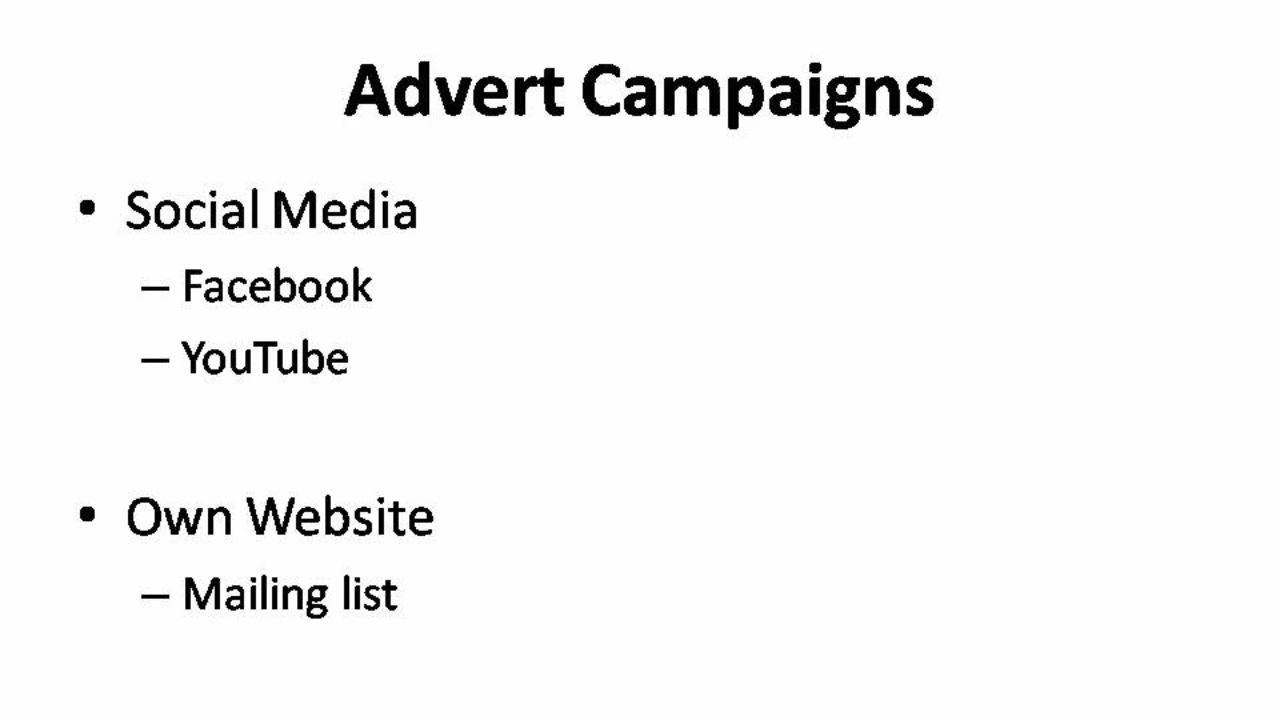 Advert Campaigns
• Social Media
– Facebook
– YouTube
• Own Website
– Mailing list